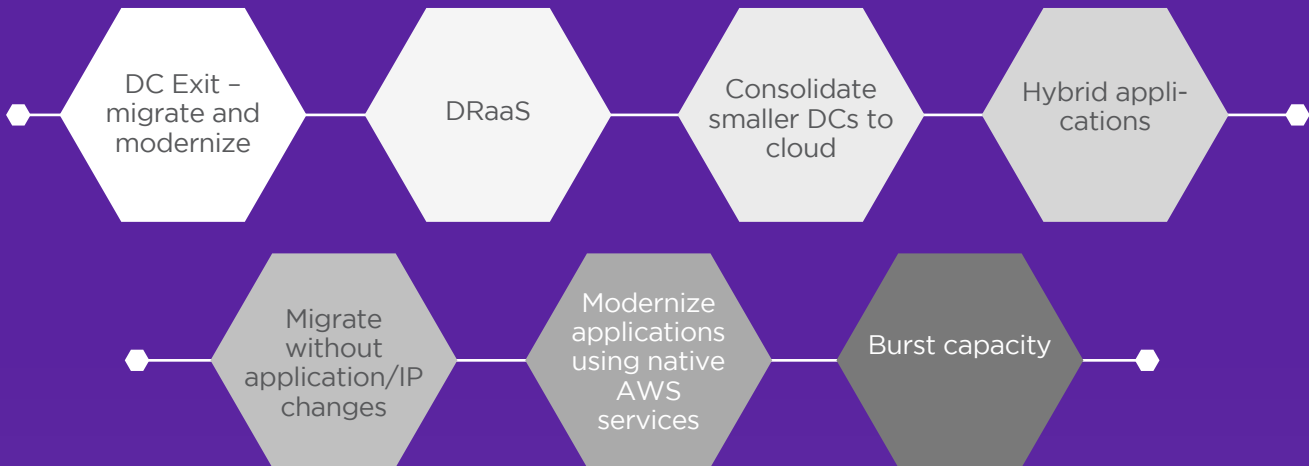 DC Exit –
migrate and
modernize
DRaaS
Consolidate
smaller DCs to
cloud
Hybrid appli-
cations
Migrate
without
application/IP
changes
Modernize
applications
using native
AWS
services
Burst capacity